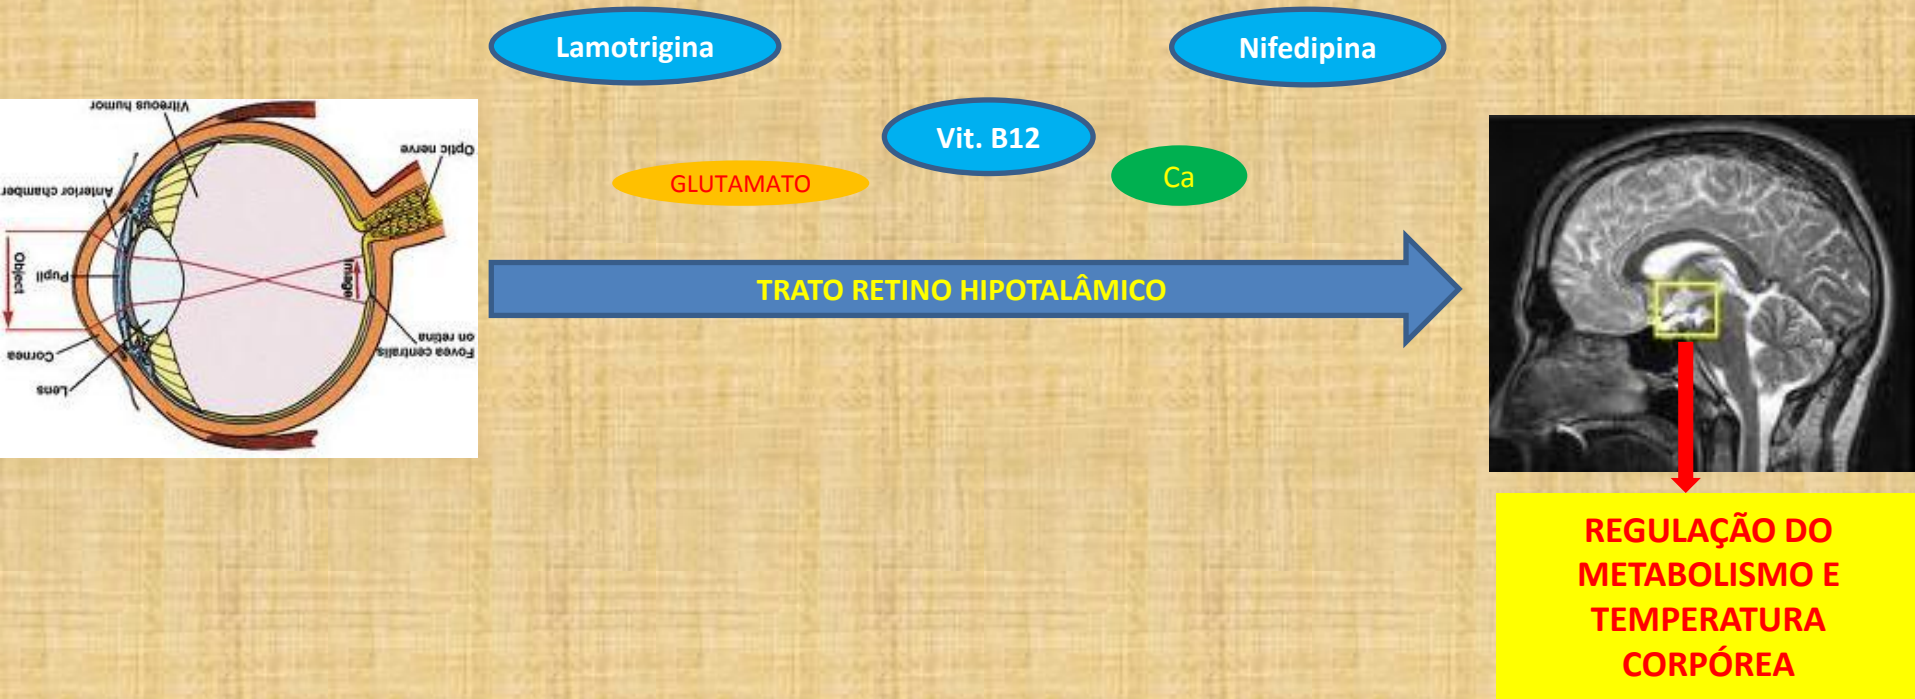 Lamotrigina
Nifedipina
Vit. B12
GLUTAMATO
Ca
TRATO RETINO HIPOTALÂMICO
Vitreous humor
Optic nerve
Anterior chamber
Object
Pupil
Image
Cornea
Fovea centralis
on retina
Lens
REGULAÇÃO DO
METABOLISMO E
TEMPERATURA
CORPÓREA